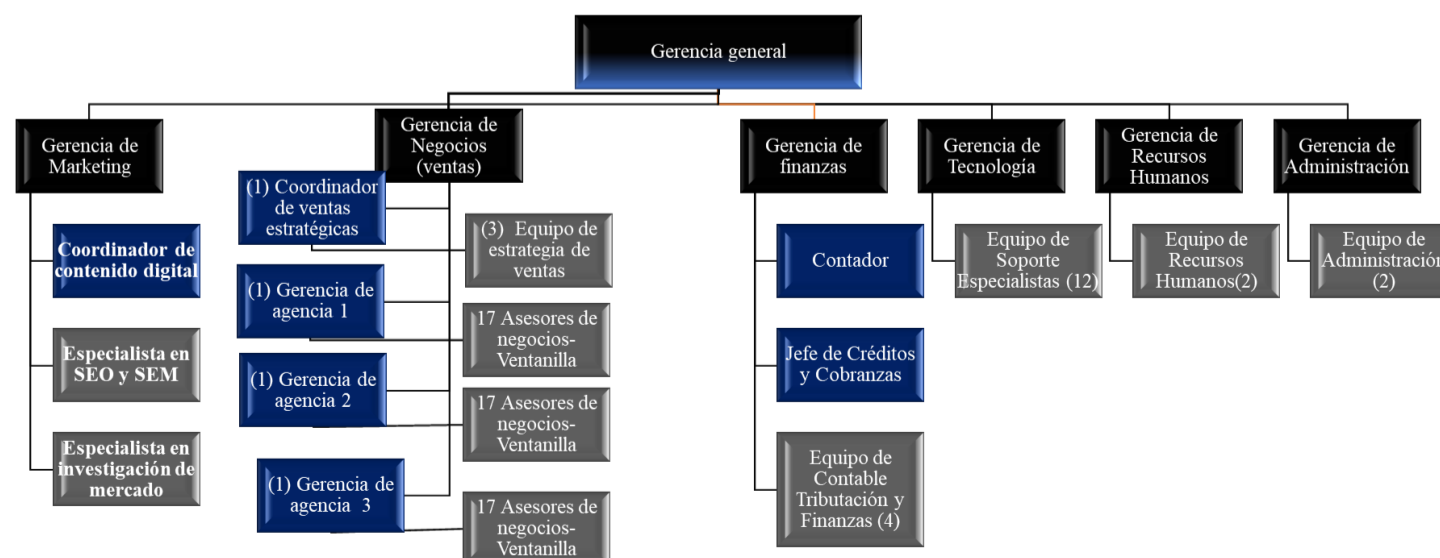 Gerencia general
Gerencia de
Marketing
Coordinador de
contenido digital
Especialista en
SEO y SEM
Especialista en
investigación de
mercado
Gerencia de
Negocios
(ventas)
(1) Coordinador
de ventas
estratégicas
(3) Equipo de
estrategia de
ventas
(1) Gerencia de
agencia 1
17 Asesores de
negocios-
Ventanilla
(1) Gerencia de
agencia 2
17 Asesores de
negocios-
Ventanilla
(1) Gerencia de
agencia 3
17 Asesores de
negocios-
Ventanilla
Gerencia de
finanzas
Contador
Jefe de Créditos
y Cobranzas
Equipo de
Contable
Tributación y
Finanzas (4)
Gerencia de
Tecnología
Equipo de
Soporte
Especialistas (12)
Gerencia de
Recursos
Humanos
Equipo de
Recursos
Humanos(2)
Gerencia de
Administración
Equipo de
Administración
(2)